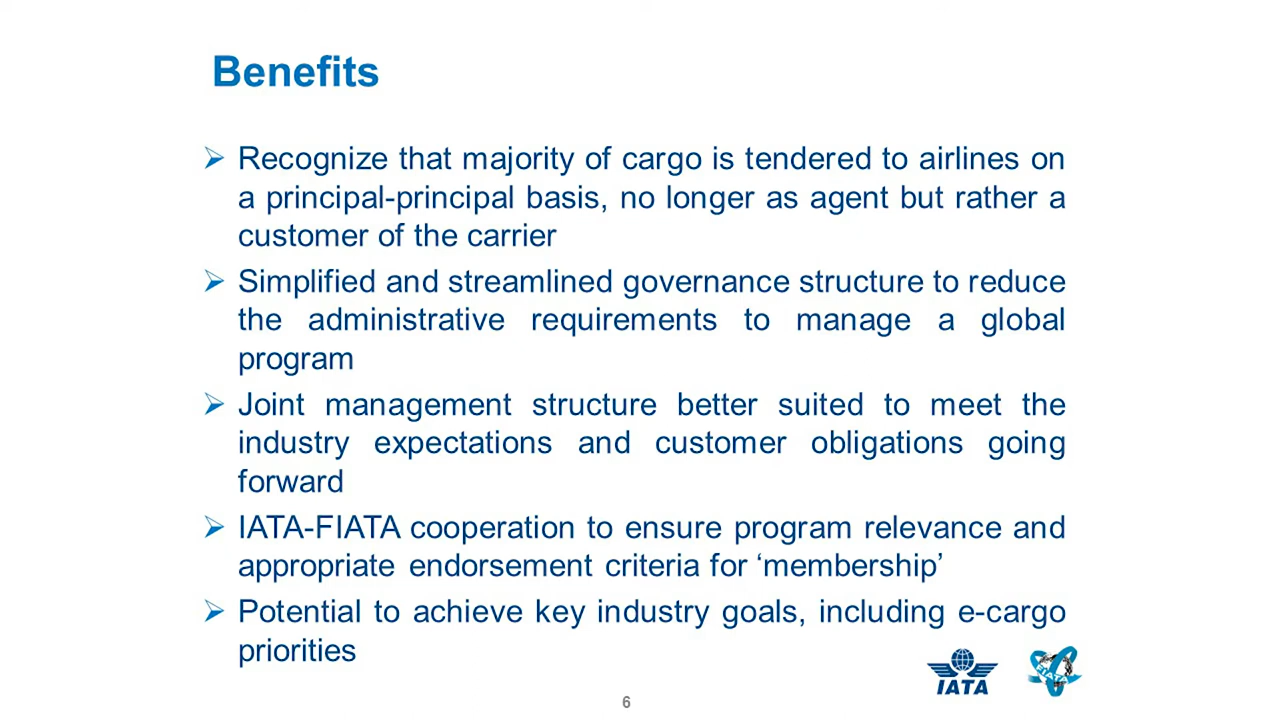 Benefits
➢ Recognize that majority of cargo is tendered to airlines on
a principal-principal basis, no longer as agent but rather a
customer of the carrier
➢ Simplified and streamlined governance structure to reduce
the administrative requirements to manage a global
program
➢ Joint management structure better suited to meet the
industry expectations and customer obligations going
forward
➢ IATA-FIATA cooperation to ensure program relevance and
appropriate endorsement criteria for ‘membership’
➢ Potential to achieve key industry goals, including e-cargo
priorities
IATA
FIATA
6